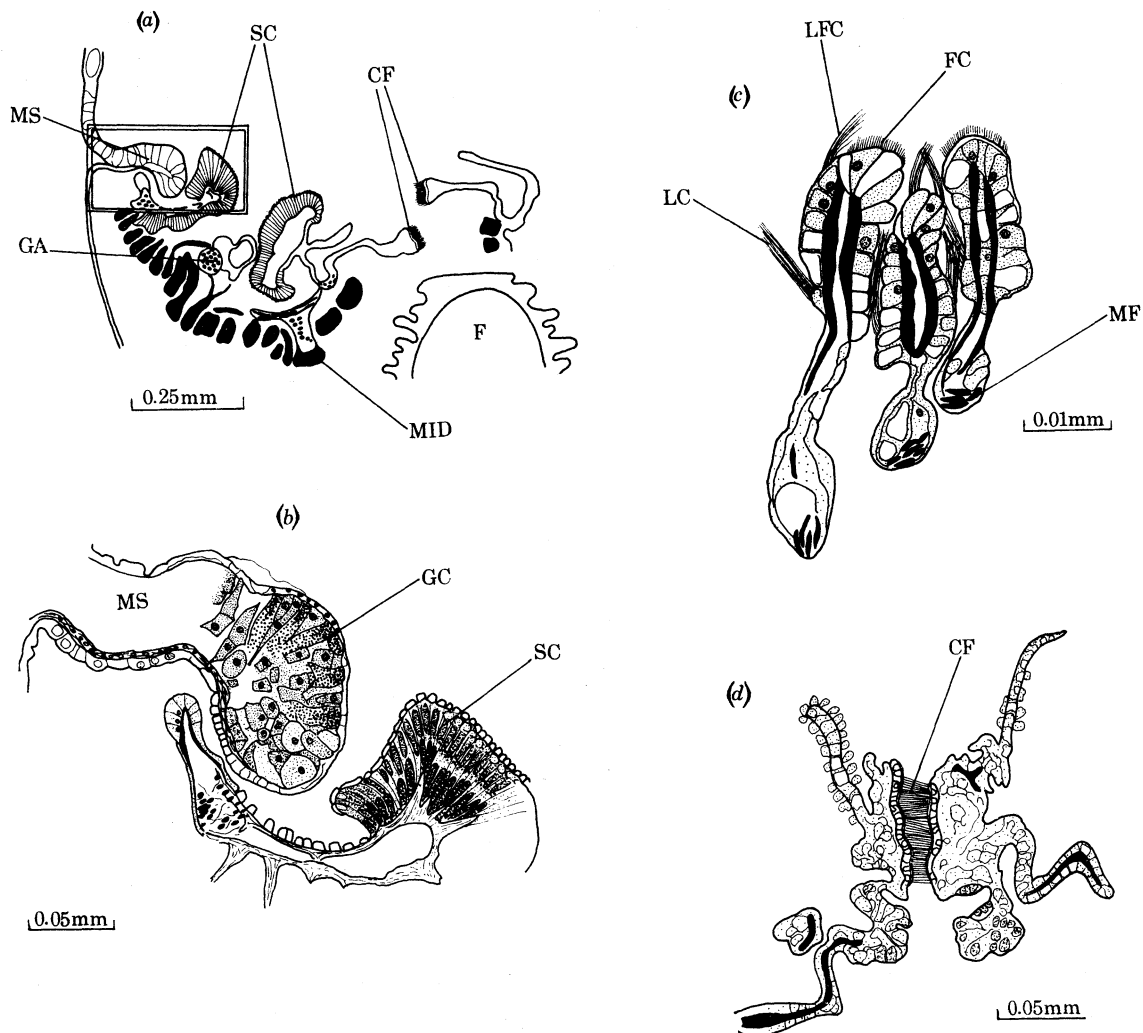 (a)
SC
CF
MS
GA
F
0.25mm
MID
(b)
MS
GC
SC
0.05mm
(c)
LFC
FC
LC
MF
0.01mm
(d)
CF
0.05mm